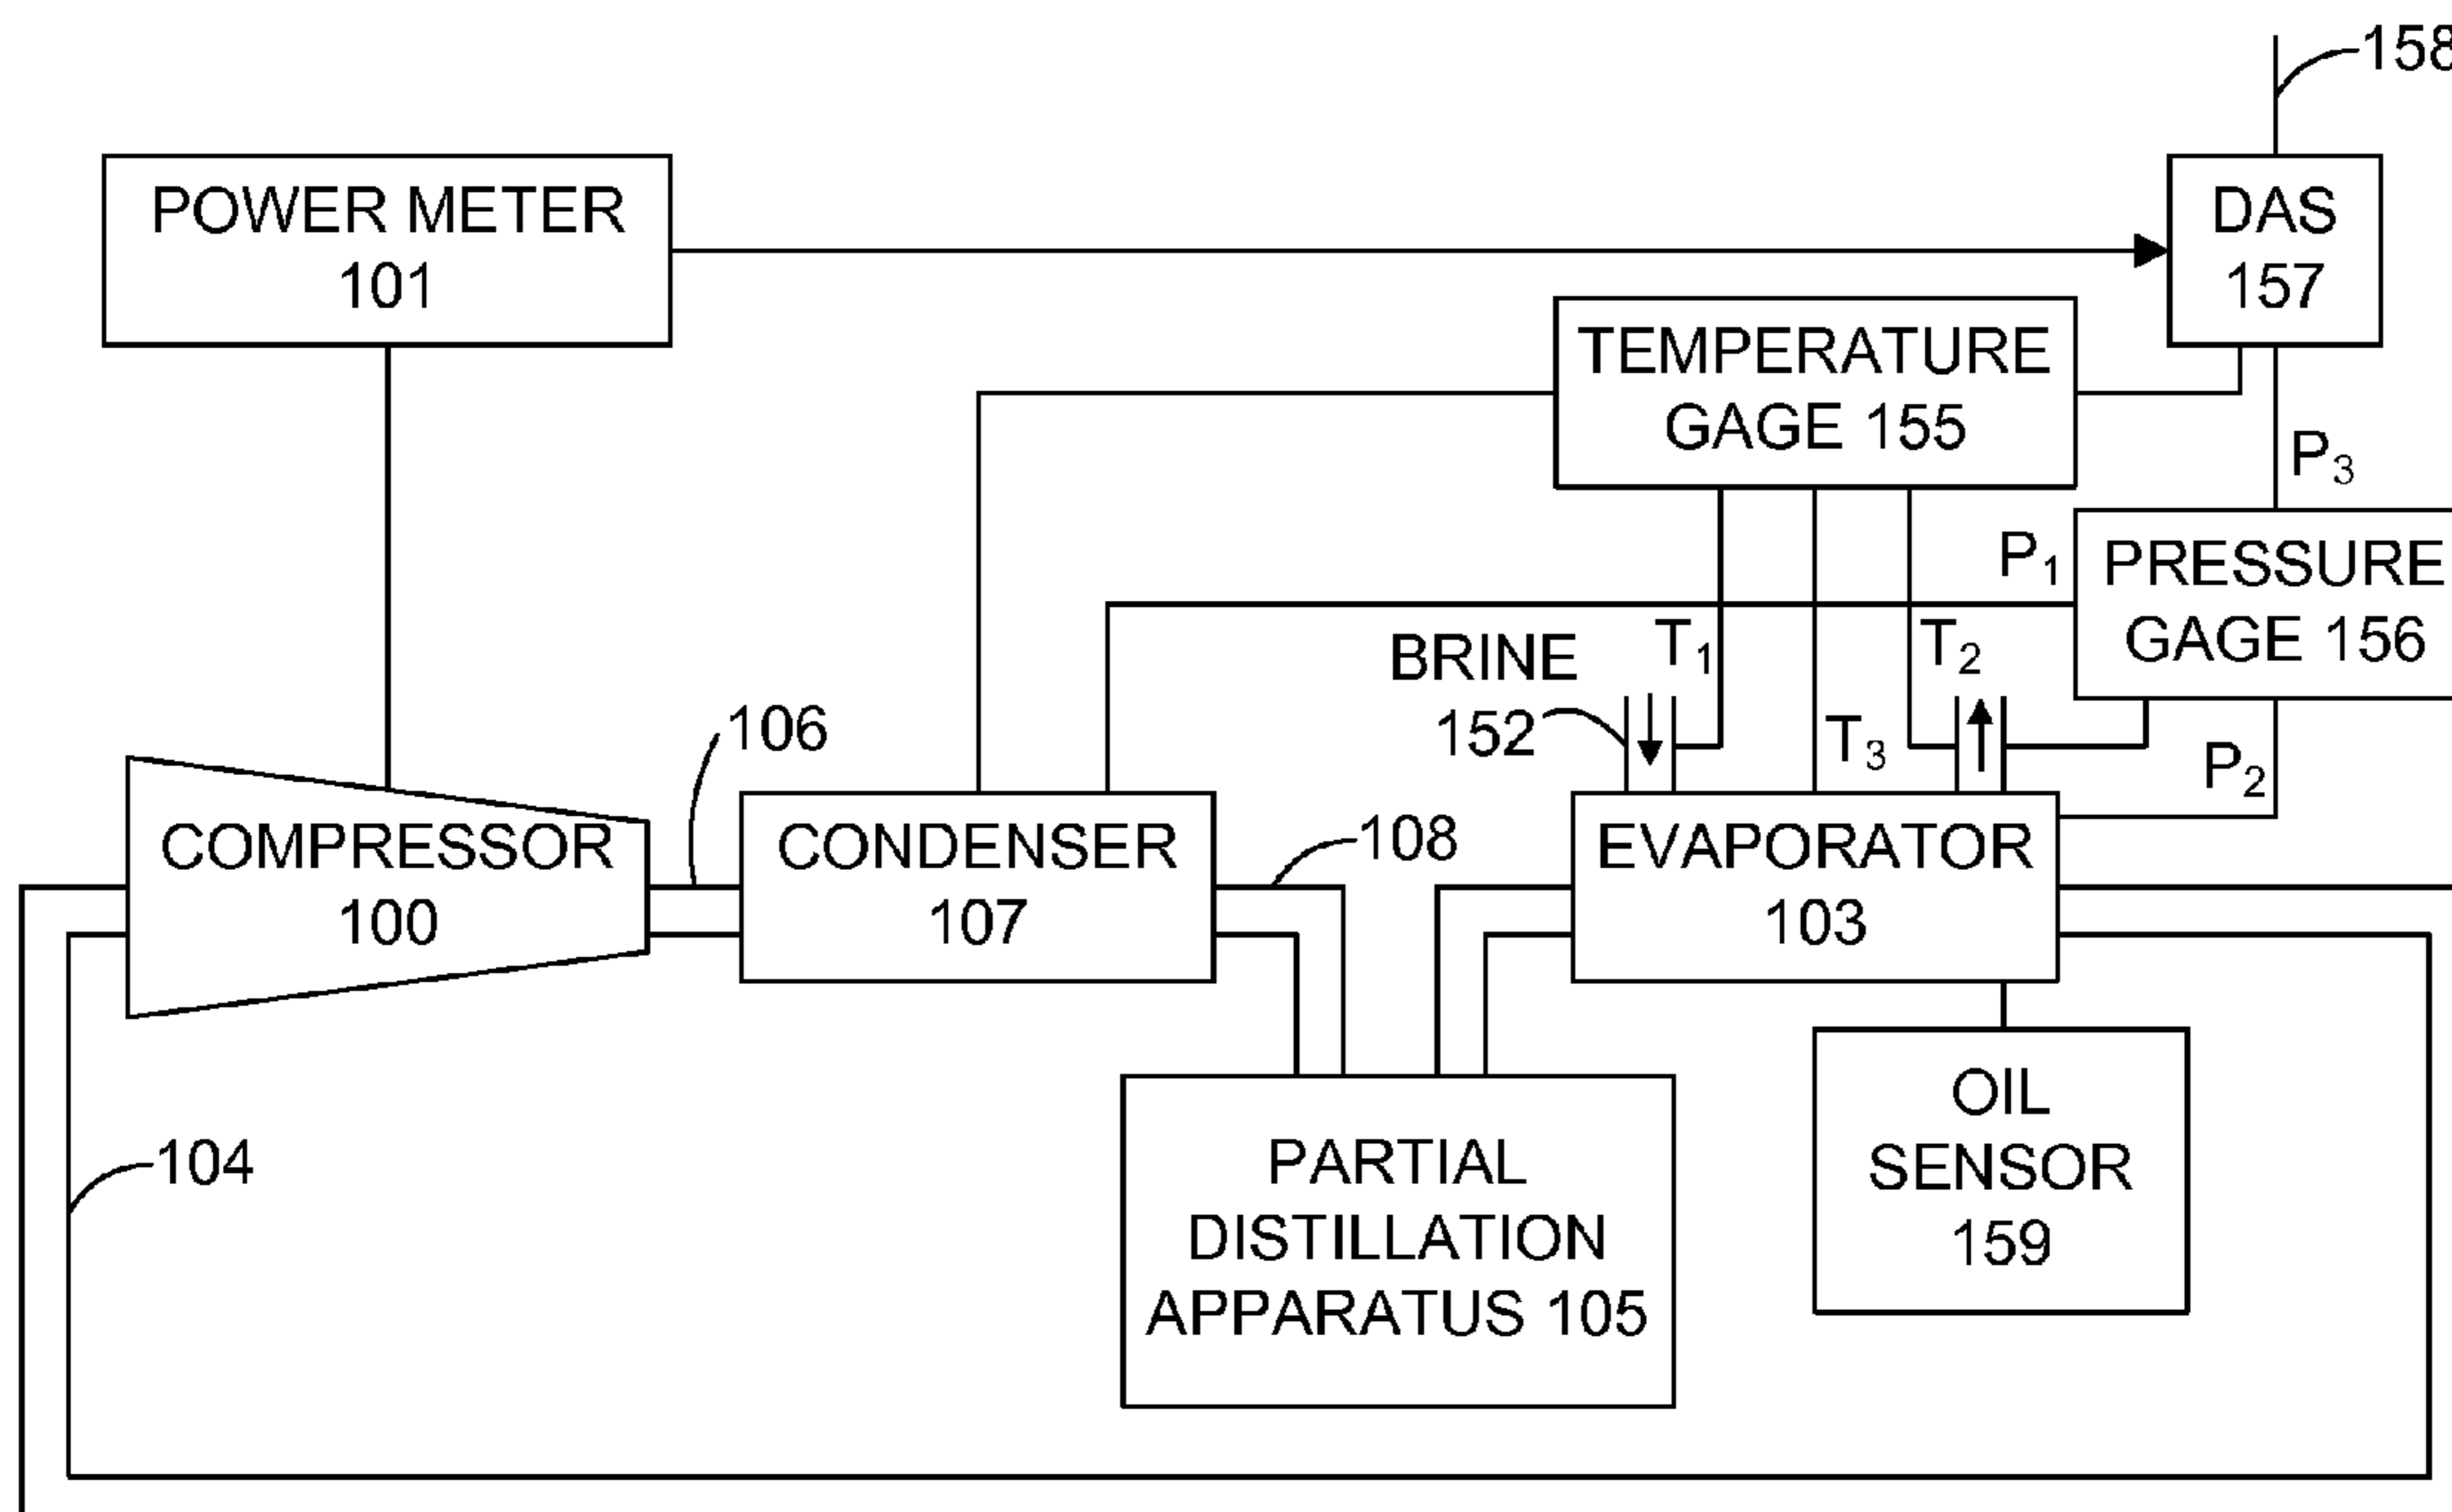 158
POWER METER
101
DAS
157
TEMPERATURE
GAGE 155
P3
P1
PRESSURE
GAGE 156
BRINE
152
T1
T2
T3
P2
106
COMPRESSOR
100
CONDENSER
107
108
EVAPORATOR
103
104
PARTIAL
DISTILLATION
APPARATUS 105
OIL
SENSOR
159